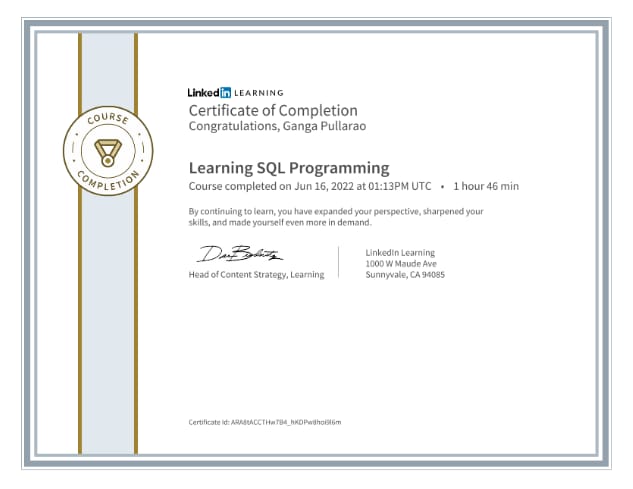 COURSE
COMPLETION
Linked in LEARNING
Certificate of Completion
Congratulations, Ganga Pullarao
Learning SQL Programming
Course completed on Jun 16, 2022 at 01:13PM UTC • 1 hour 46 min
By continuing to learn, you have expanded your perspective, sharpened your
skills, and made yourself even more in demand.
Head of Content Strategy, Learning
LinkedIn Learning
1000 W Maude Ave
Sunnyvale, CA 94085
Certificate Id: